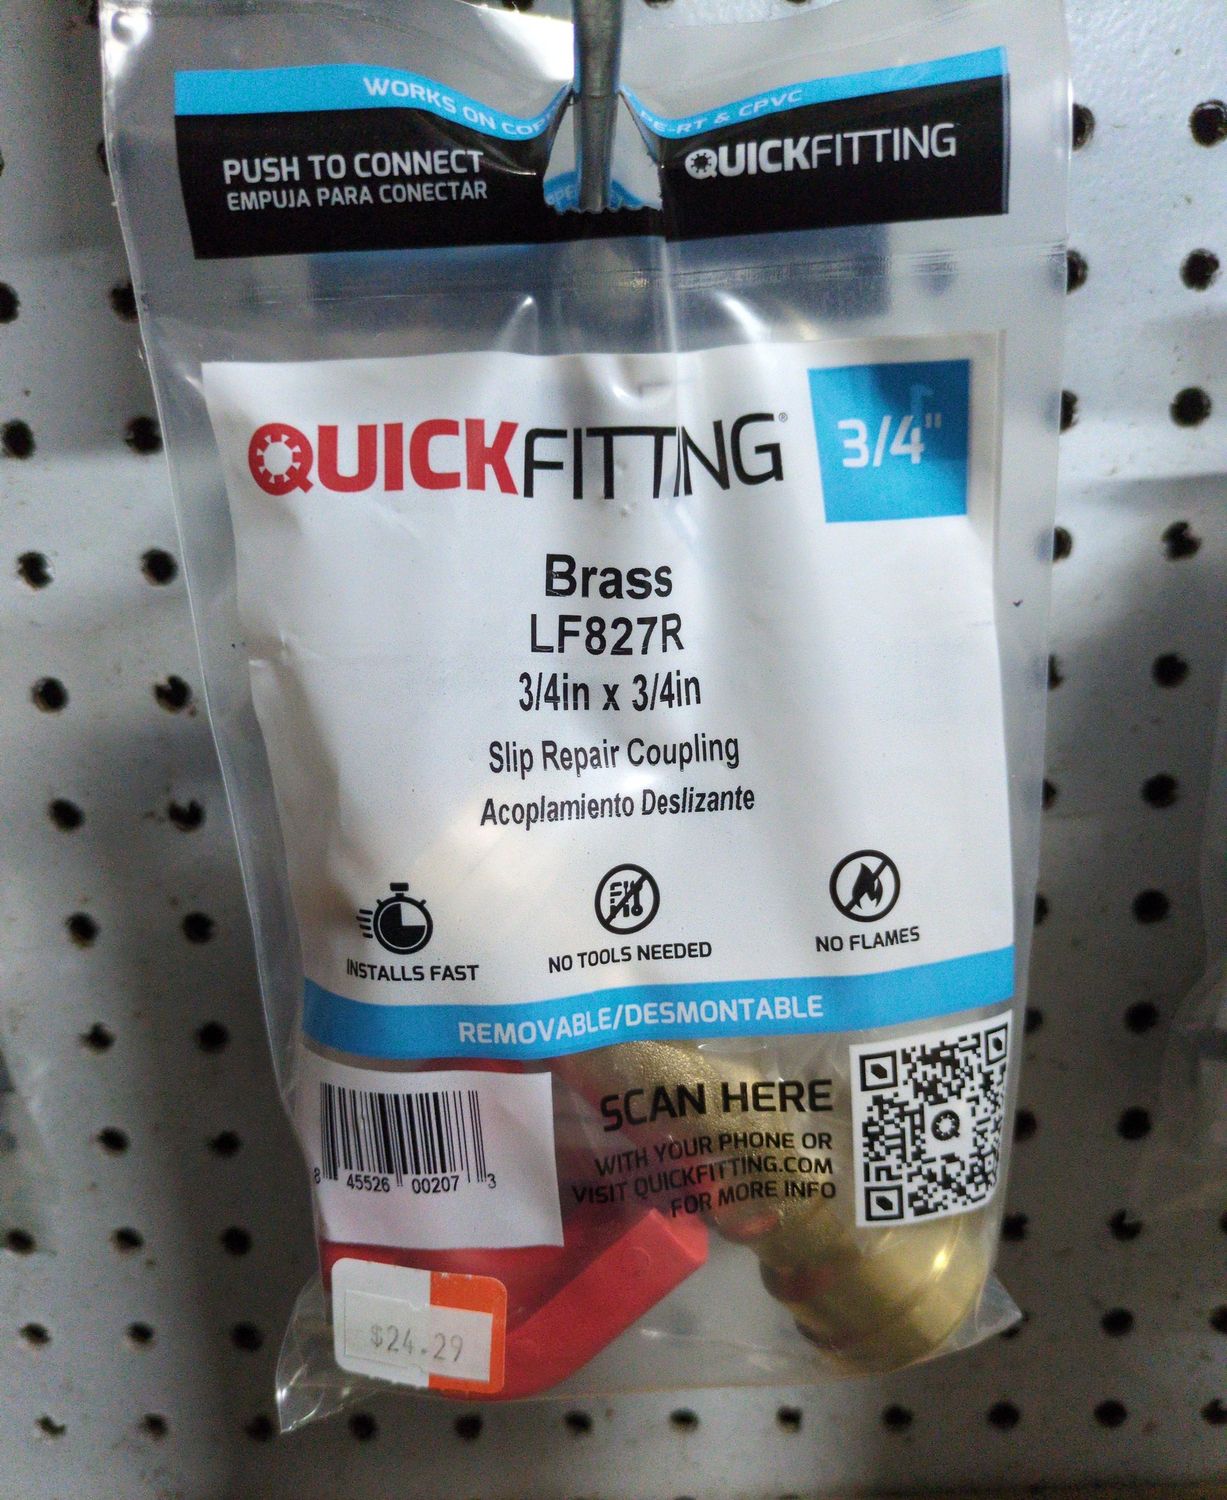 WORKS ON COP
PE-RT & CPVC
PUSH TO CONNECT
EMPUJA PARA CONECTAR
QUICKFITTING
QUICKFITTING®
3/4"
Brass
LF827R
3/4in x 3/4in
Slip Repair Coupling
Acoplamiento Deslizante
INSTALLS FAST
NO TOOLS NEEDED
NO FLAMES
REMOVABLE/DESMONTABLE
SCAN HERE
WITH YOUR PHONE OR
VISIT QUICKFITTING.COM
FOR MORE INFO
8 45526 00207 3
$24.29